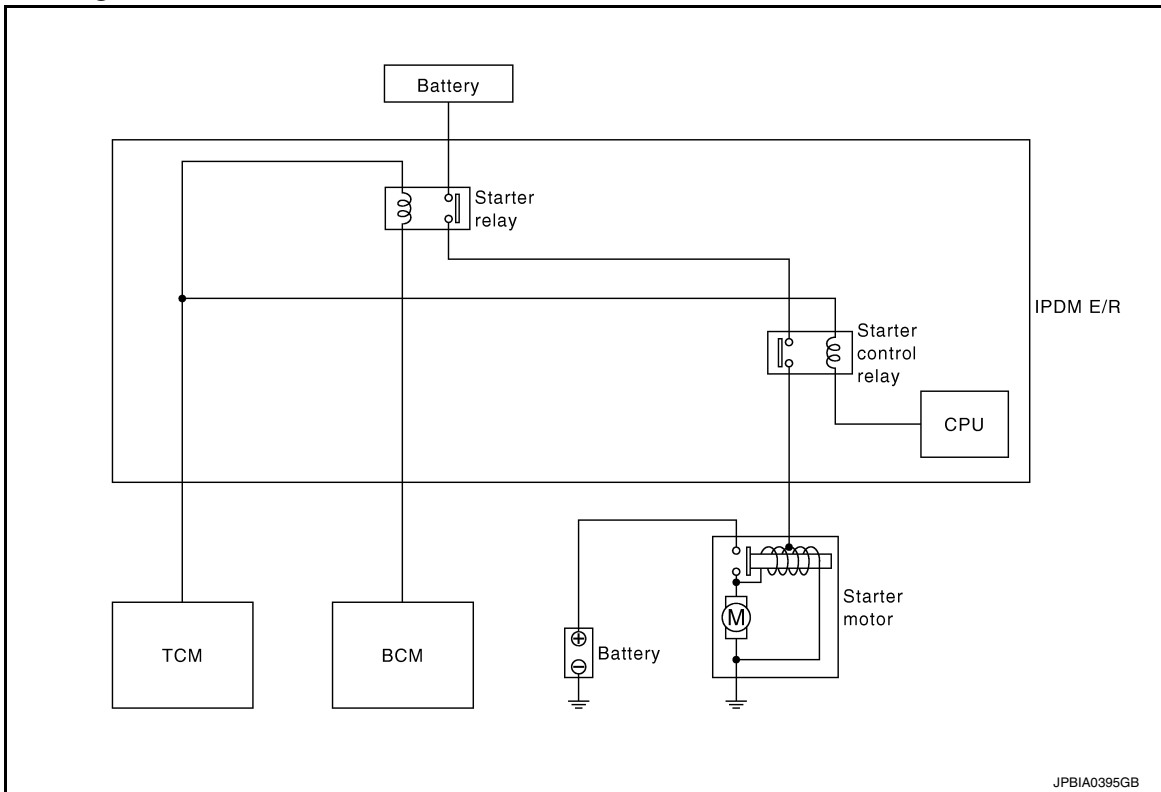 Battery
Starter
relay
IPDM E/R
Starter
control
relay
CPU
TCM
BCM
+
−
Battery
M
Starter
motor
JPBIA0395GB